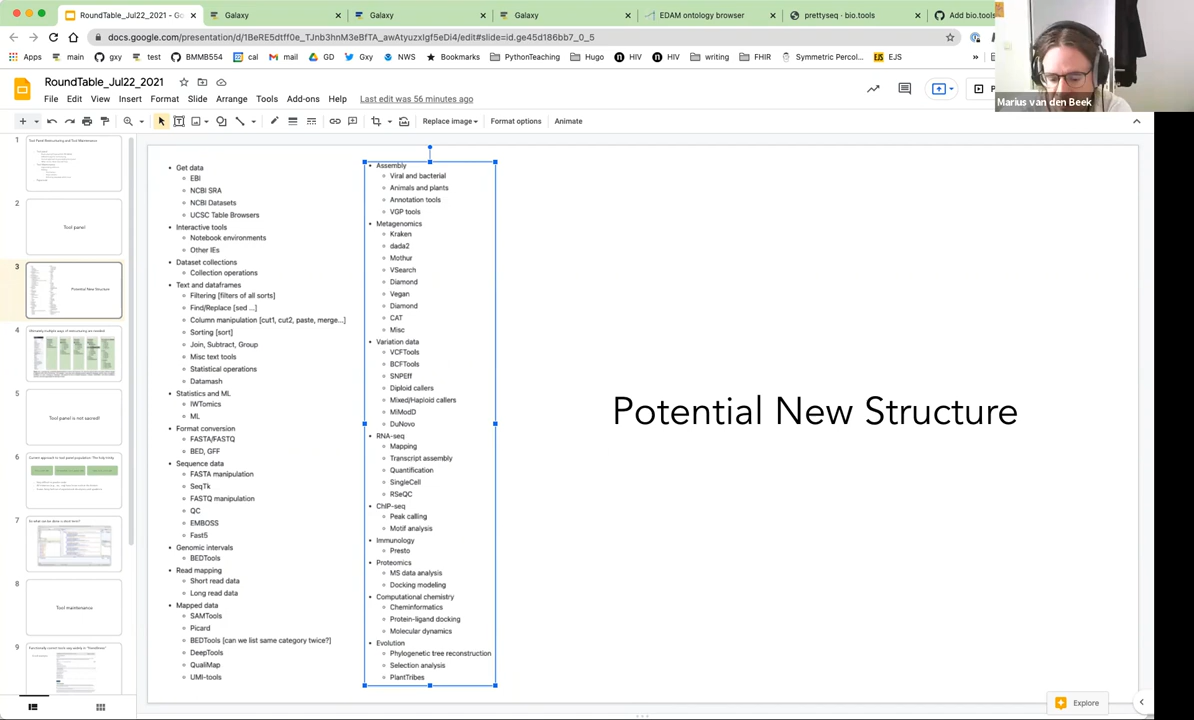 RoundTable_Jul22_2021 - Go
Galaxy
Galaxy
Galaxy
EDAM ontology browser
prettyseq · bio.tools
Add bio.tools
docs.google.com/presentation/d/1BeRE5dtff0e_TJnb3hnM3eBfTA_awAtyuzxIgf5eDl4/edit#slide=id.ge45d186bb7_0_5
Apps
main
gxy
test
BMMB554
cal
mail
GD
Gxy
NWS
Bookmarks
PythonTeaching
Hugo
HIV
HIV
writing
FHIR
Symmetric Percol...
EJS
Marius van den Beek
RoundTable_Jul22_2021
File Edit View Insert Format Slide Arrange Tools Add-ons Help Last edit was 56 minutes ago
Replace image Format options Animate
1
2
Tool panel
3
Potential New Structure
4
5
Tool panel is not sacred!
6
7
8
Tool maintenance
9
Get data
EBI
NCBI SRA
NCBI Datasets
UCSC Table Browsers
Interactive tools
Notebook environments
Other IEs
Dataset collections
Collection operations
Text and dataframes
Filtering [filters of all sorts]
Find/Replace [sed ...]
Column manipulation [cut1, cut2, paste, merge...]
Sorting [sort]
Join, Subtract, Group
Misc text tools
Statistical operations
Datamash
Statistics and ML
IWTomics
ML
Format conversion
FASTA/FASTQ
BED, GFF
Sequence data
FASTA manipulation
SeqTk
FASTQ manipulation
QC
EMBOSS
Fast5
Genomic intervals
BEDTools
Read mapping
Short read data
Long read data
Mapped data
SAMTools
Picard
BEDTools [can we list same category twice?]
DeepTools
QualiMap
UMI-tools
Assembly
Viral and bacterial
Animals and plants
Annotation tools
VGP tools
Metagenomics
Kraken
dada2
Mothur
VSearch
Diamond
Vegan
Diamond
CAT
Misc
Variation data
VCFTools
BCFTools
SNPEff
Diploid callers
Mixed/Haploid callers
MiModD
DuNovo
RNA-seq
Mapping
Transcript assembly
Quantification
SingleCell
RSeQC
ChIP-seq
Peak calling
Motif analysis
Immunology
Presto
Proteomics
MS data analysis
Docking modeling
Computational chemistry
Cheminformatics
Protein-ligand docking
Molecular dynamics
Evolution
Phylogenetic tree reconstruction
Selection analysis
PlantTribes
Potential New Structure
Explore